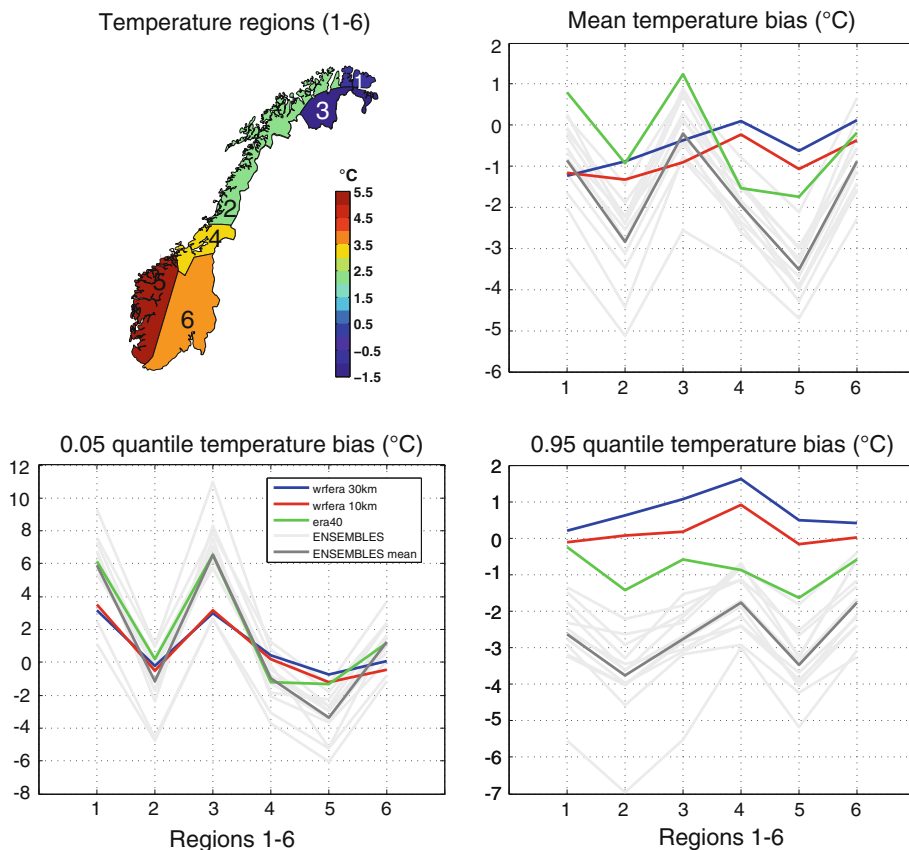 Temperature regions (1-6)
1
3
2
4
5
6
°C
5.5
4.5
3.5
2.5
1.5
0.5
−0.5
−1.5
Mean temperature bias (°C)
2
1
0
-1
-2
-3
-4
-5
-6
1 2 3 4 5 6
0.05 quantile temperature bias (°C)
12
10
8
6
4
2
0
-2
-4
-6
-8
1 2 3 4 5 6
Regions 1-6
wrfera 30km
wrfera 10km
era40
ENSEMBLES
ENSEMBLES mean
0.95 quantile temperature bias (°C)
2
1
0
-1
-2
-3
-4
-5
-6
-7
1 2 3 4 5 6
Regions 1-6